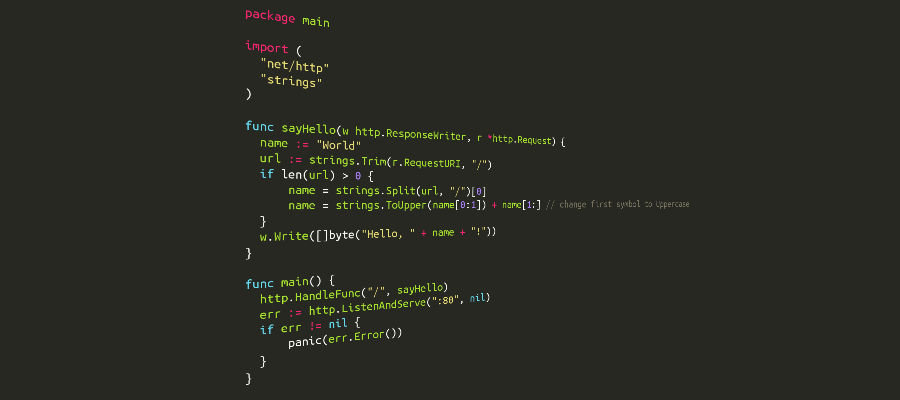 package main
import (
"net/http"
"strings"
)
func sayHello(w http.ResponseWriter, r *http.Request) {
name := "World"
url := strings.Trim(r.RequestURI, "/")
if len(url) > 0 {
name = strings.Split(url, "/")[0]
name = strings.ToUpper(name[0:1]) + name[1:] // change first symbol to Uppercase
}
w.Write([]byte("Hello, " + name + "!"))
}
func main() {
http.HandleFunc("/", sayHello)
err := http.ListenAndServe(":80", nil)
if err != nil {
panic(err.Error())
}
}